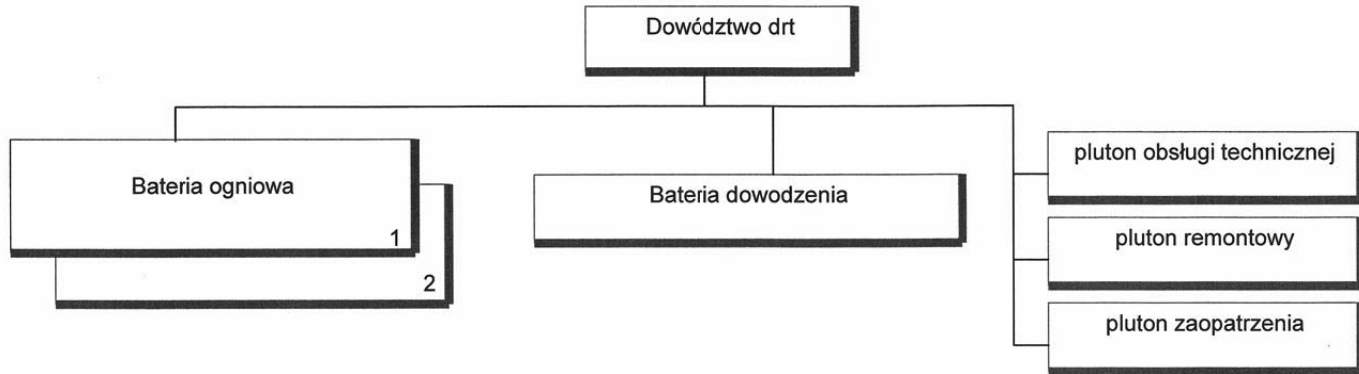 Dowództwo drt
Bateria ogniowa
1
2
Bateria dowodzenia
pluton obsługi technicznej
pluton remontowy
pluton zaopatrzenia